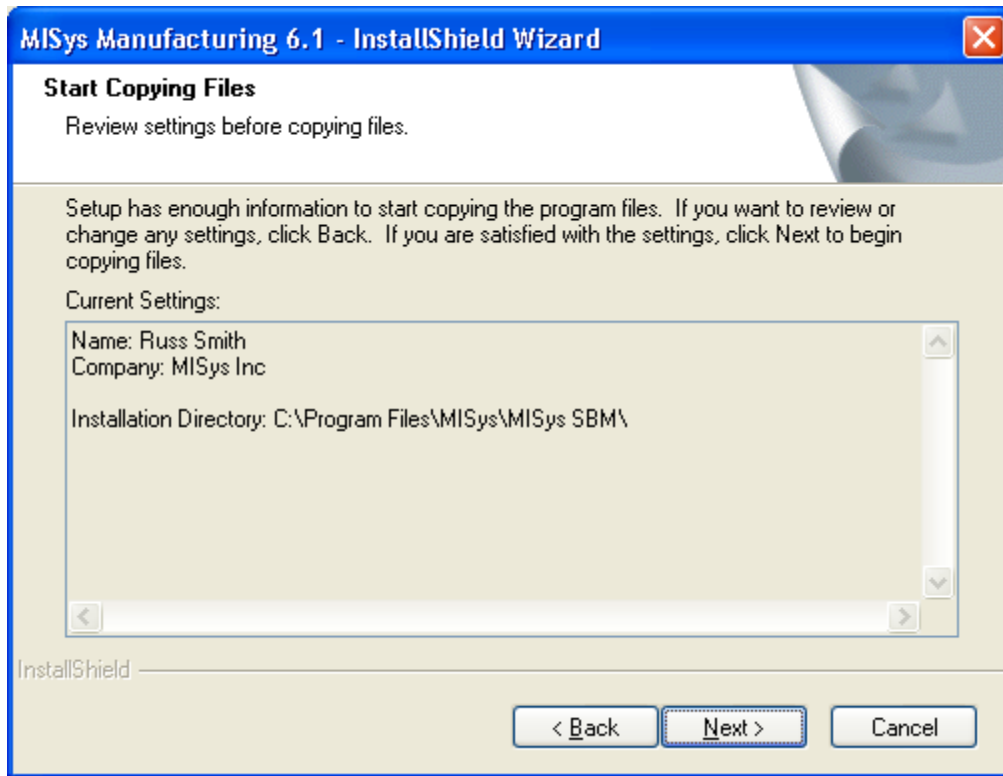 MISys Manufacturing 6.1 - InstallShield Wizard
Start Copying Files
Review settings before copying files.
Setup has enough information to start copying the program files.  If you want to review or
change any settings, click Back.  If you are satisfied with the settings, click Next to begin
copying files.
Current Settings:
Name: Russ Smith
Company: MISys Inc
Installation Directory: C:\Program Files\MISys\MISys SBM\
InstallShield
< Back
Next >
Cancel